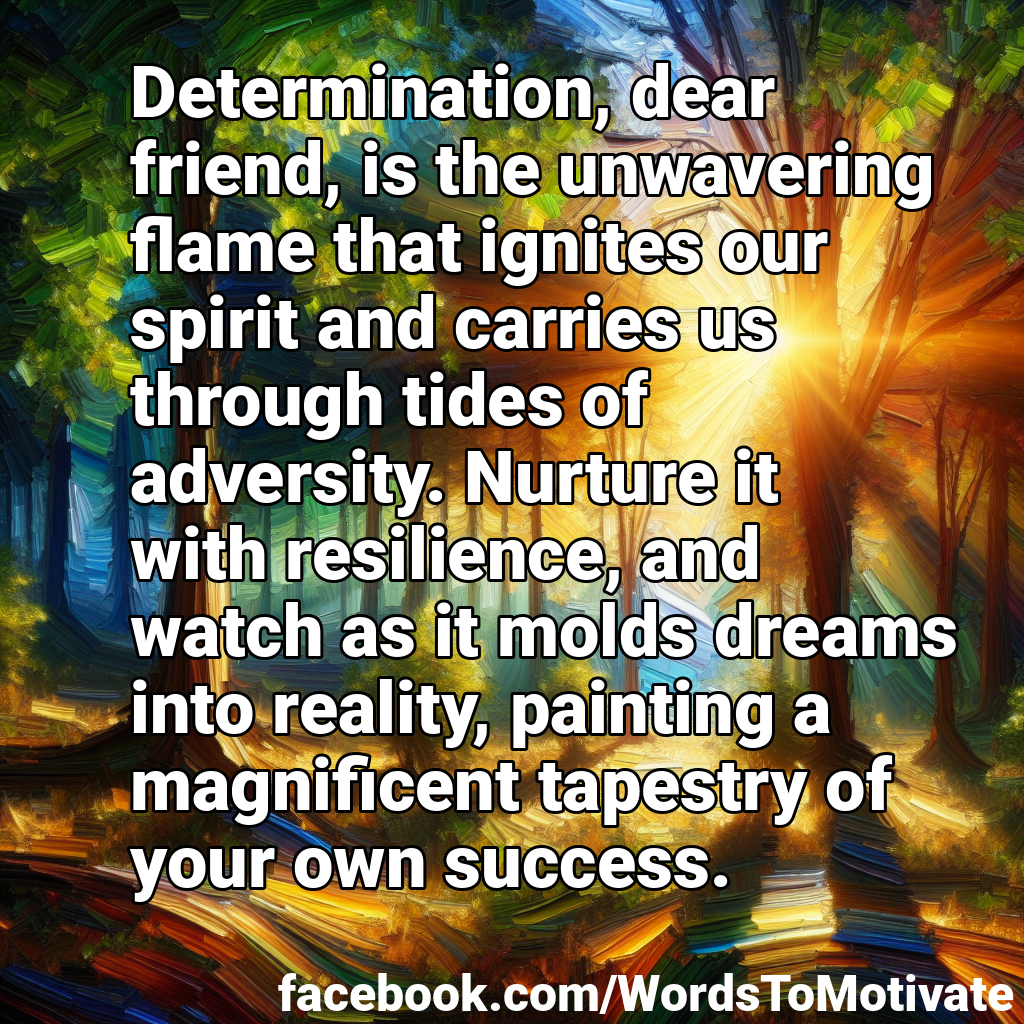 Determination, dear
friend, is the unwavering
flame that ignites our
spirit and carries us
through tides of
adversity. Nurture it
with resilience, and
watch as it molds dreams
into reality, painting a
magnificent tapestry of
your own success.
facebook.com/WordsToMotivate